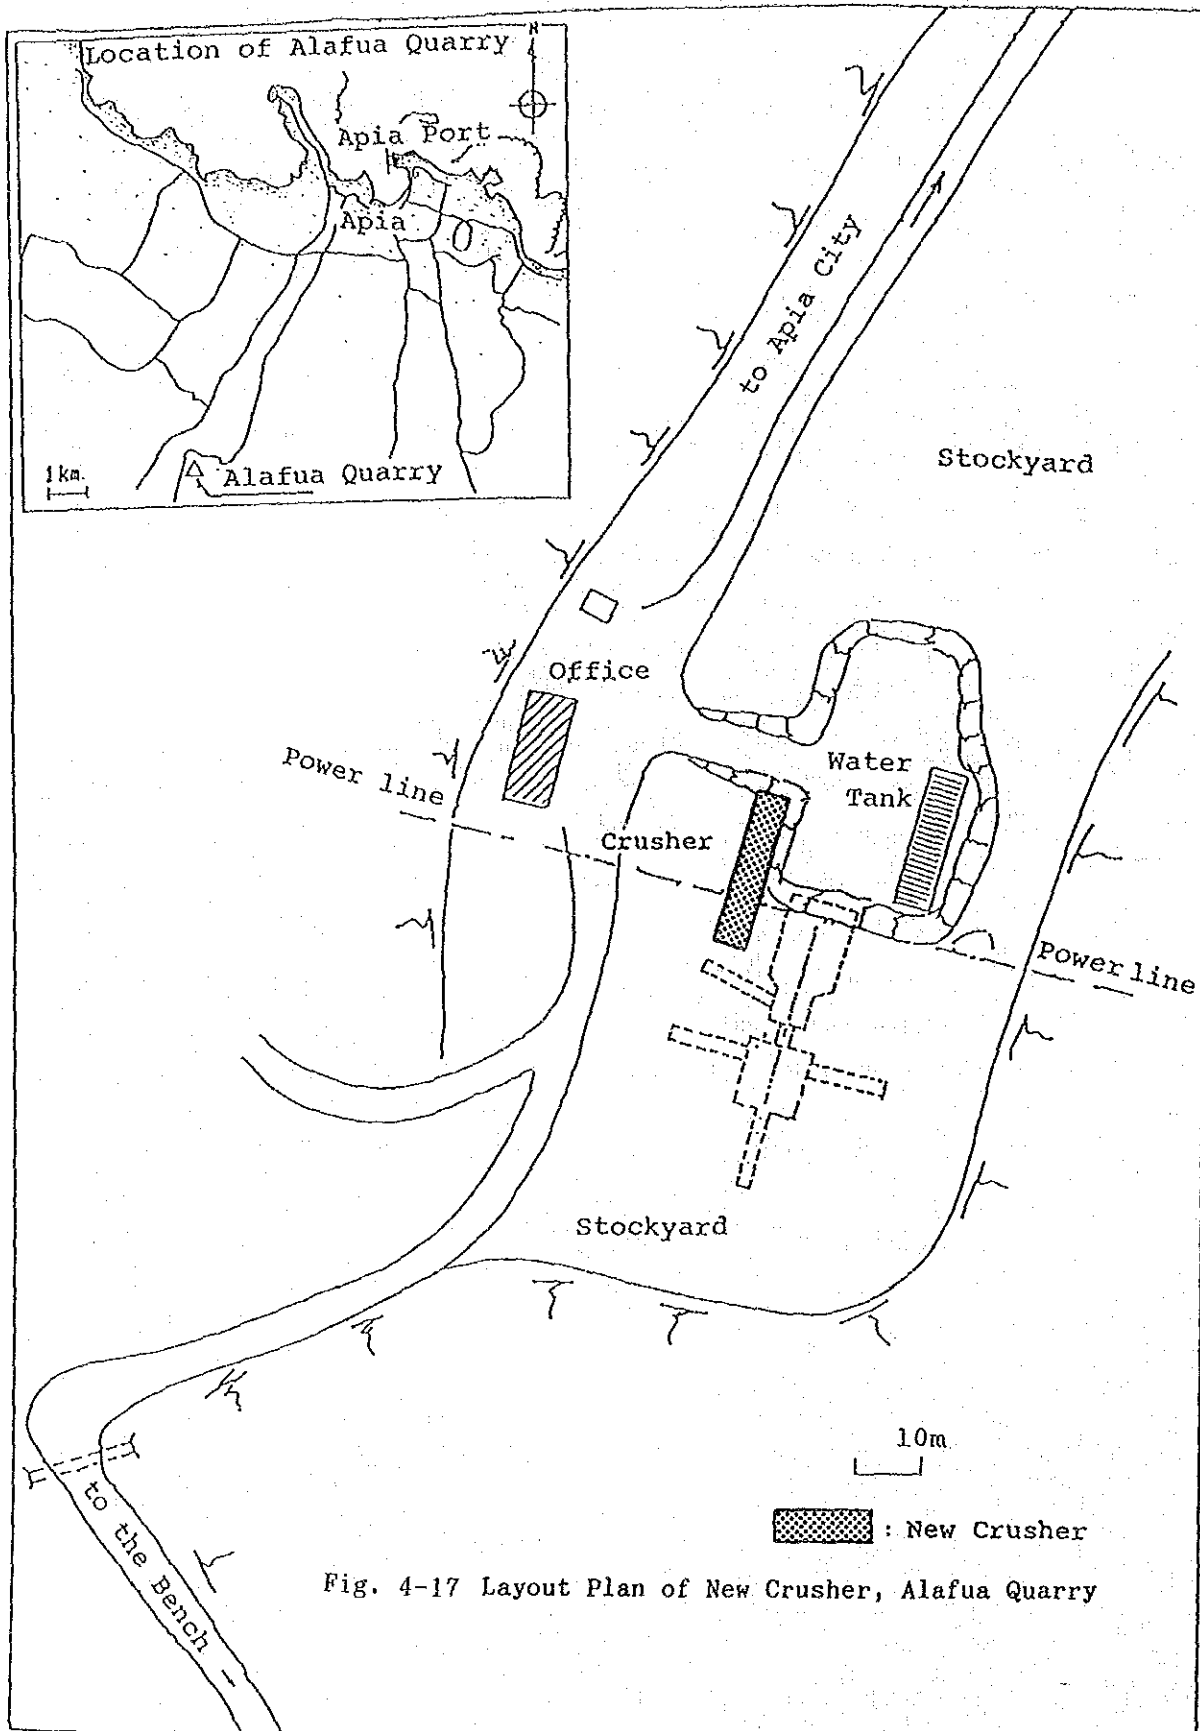 Location of Alafua Quarry
N
Apia Port
Apia
1km.
Alafua Quarry
to Apia City
Stockyard
Office
Power line
Water
Tank
Crusher
Power line
Stockyard
10m
: New Crusher
to the Bench
Fig. 4-17 Layout Plan of New Crusher, Alafua Quarry